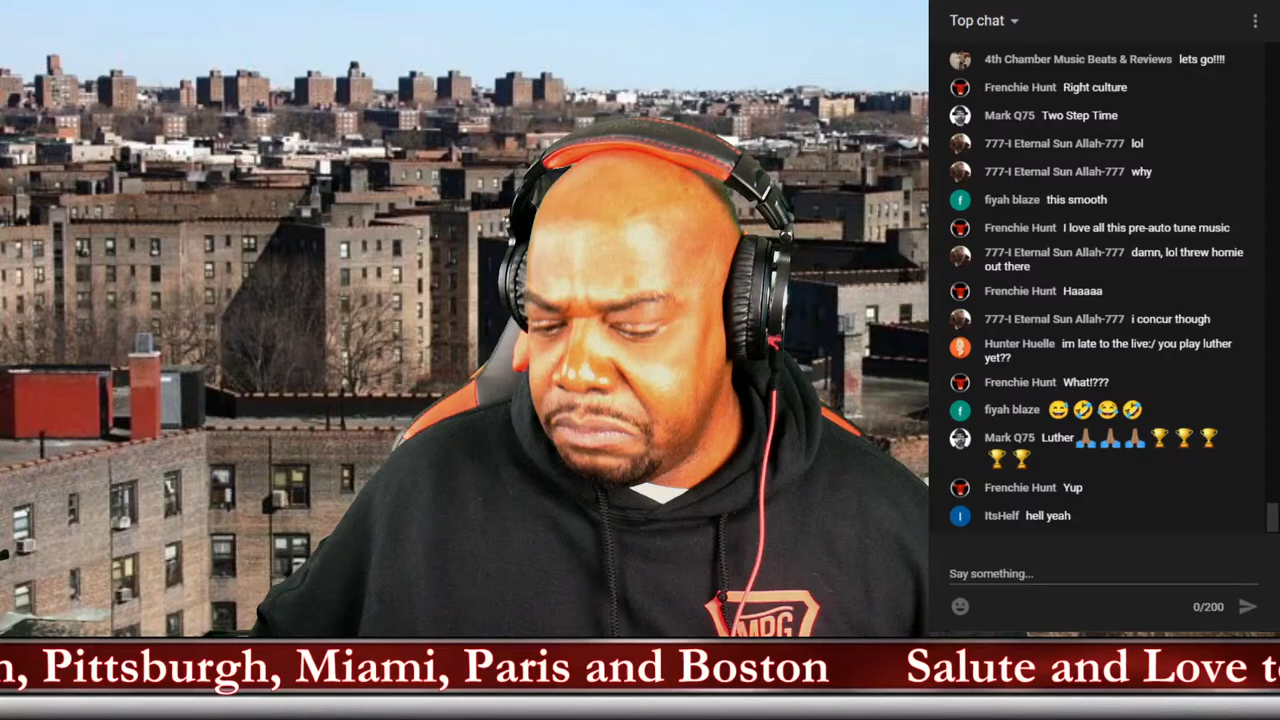 Top chat
4th Chamber Music Beats & Reviews lets go!!!!
Frenchie Hunt Right culture
Mark Q75 Two Step Time
777-I Eternal Sun Allah-777 lol
777-I Eternal Sun Allah-777 why
f fiyah blaze this smooth
Frenchie Hunt I love all this pre-auto tune music
777-I Eternal Sun Allah-777 damn, lol threw hornie
out there
Frenchie Hunt Haaaaa
777-I Eternal Sun Allah-777 i concur though
Hunter Huelle im late to the live:/ you play luther
yet??
Frenchie Hunt What!???
f fiyah blaze 😅🤣😂🤣
Mark Q75 Luther🙏🏽🙏🏽🙏🏽🏆🏆🏆
🏆🏆
Frenchie Hunt Yup
I ItsHelf hell yeah
Say something...
0/200
MPG
n, Pittsburgh, Miami, Paris and Boston Salute and Love t